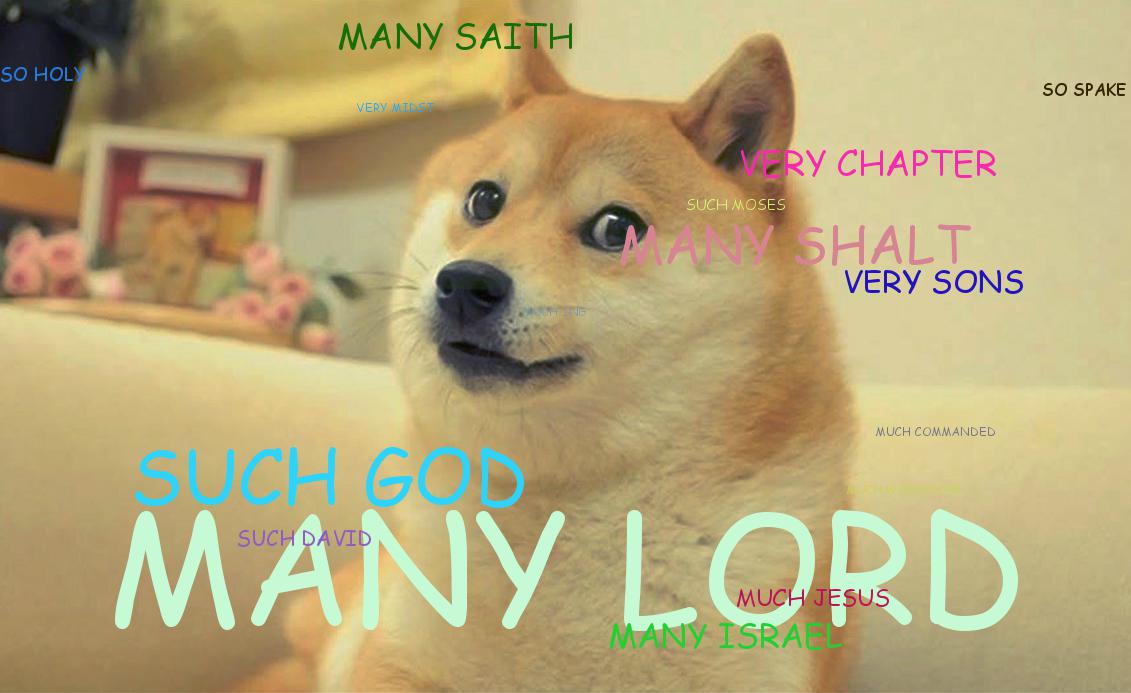 MANY SAITH
SO HOLY
SO SPAKE
VERY MIDST
VERY CHAPTER
SUCH MOSES
MANY SHALT
VERY SONS
MUCH COMMANDED
SUCH GOD
MANY LORD
SUCH DAVID
MUCH JESUS
MANY ISRAEL